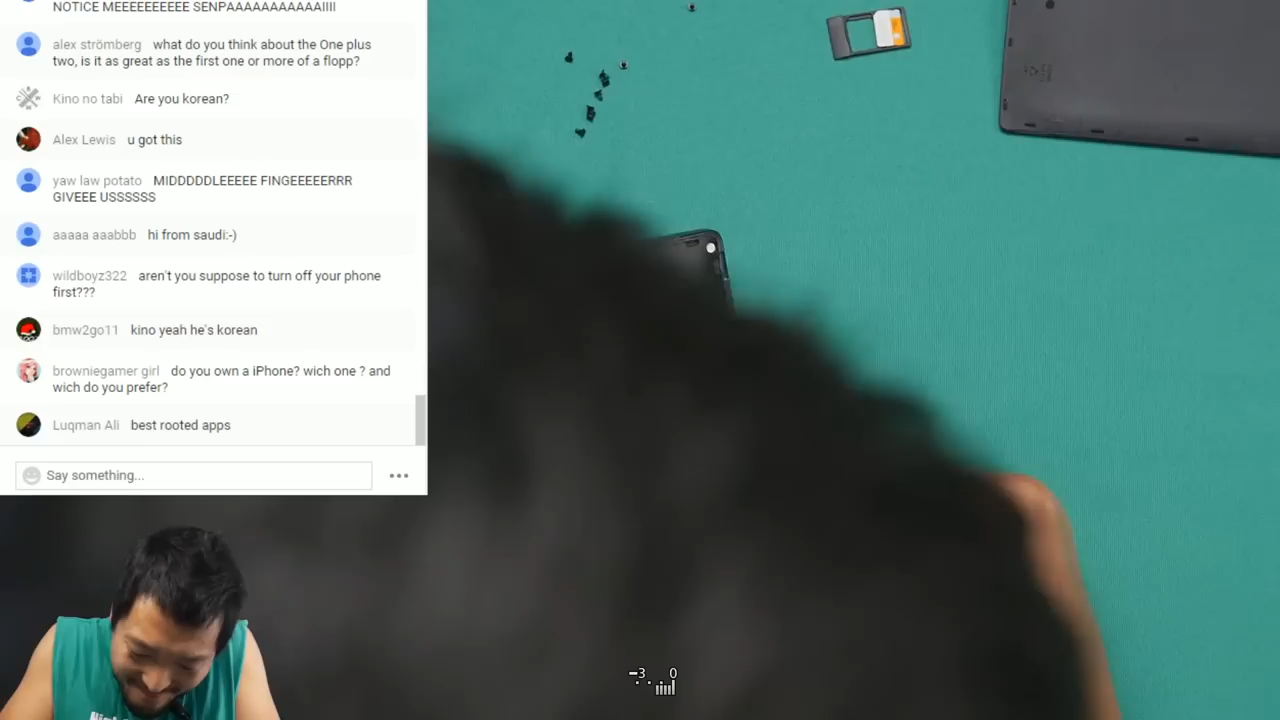 NOTICE MEEEEEEEEEE SENPAAAAAAAAAAAIIII
alex strömberg what do you think about the One plus
two, is it as great as the first one or more of a flopp?
Kino no tabi Are you korean?
Alex Lewis u got this
yaw law potato MIDDDDDLEEEEE FINGEEEEERRR
GIVEEE USSSSSS
aaaaa aaabbb hi from saudi:-)
wildboyz322 aren't you suppose to turn off your phone
first???
bmw2go11 kino yeah he's korean
browniegamer girl do you own a iPhone? wich one ? and
wich do you prefer?
Luqman Ali best rooted apps
Say something...
-3 0